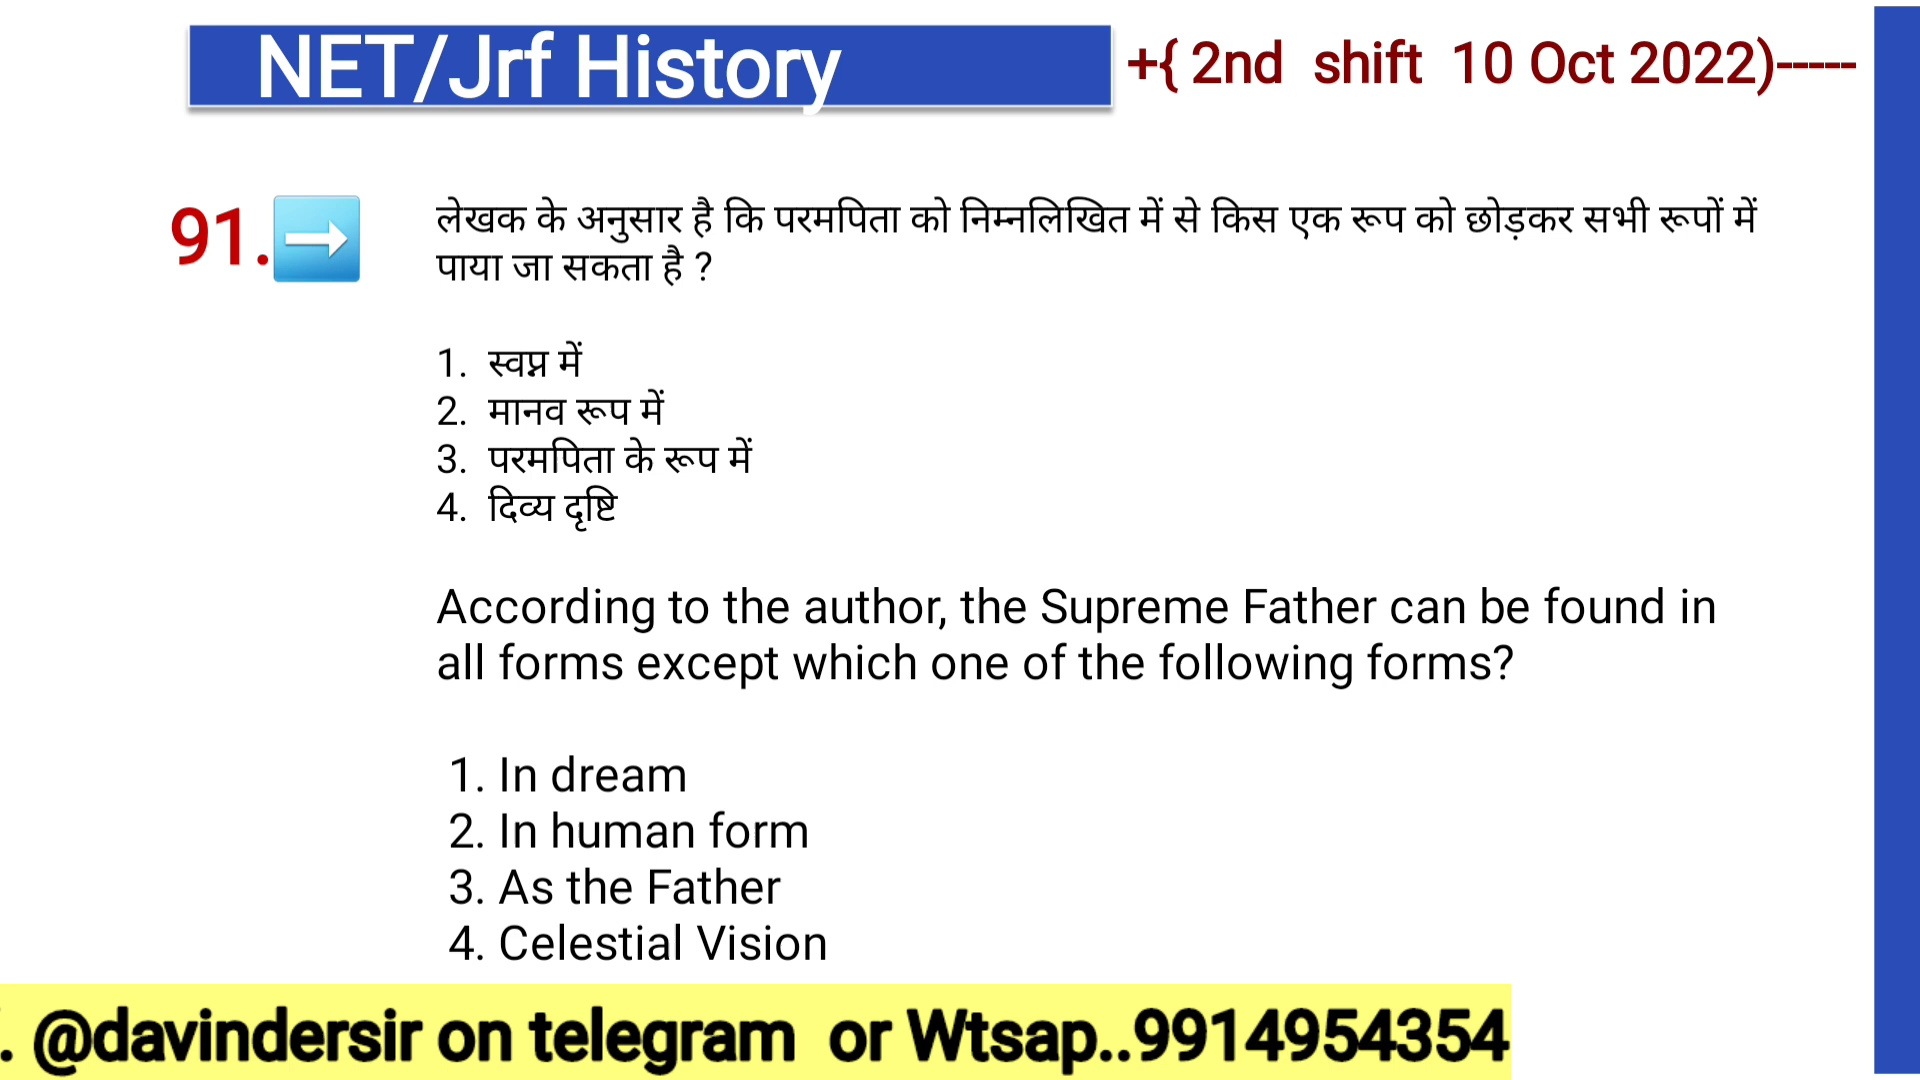 NET/Jrf History
+{ 2nd shift 10 Oct 2022)-----
91.
लेखक के अनुसार है कि परमपिता को निम्नलिखित में से किस एक रूप को छोड़कर सभी रूपों में
पाया जा सकता है ?
1. स्वप्न में
2. मानव रूप में
3. परमपिता के रूप में
4. दिव्य दृष्टि
According to the author, the Supreme Father can be found in
all forms except which one of the following forms?
1. In dream
2. In human form
3. As the Father
4. Celestial Vision
. @davindersir on telegram or Wtsap..9914954354